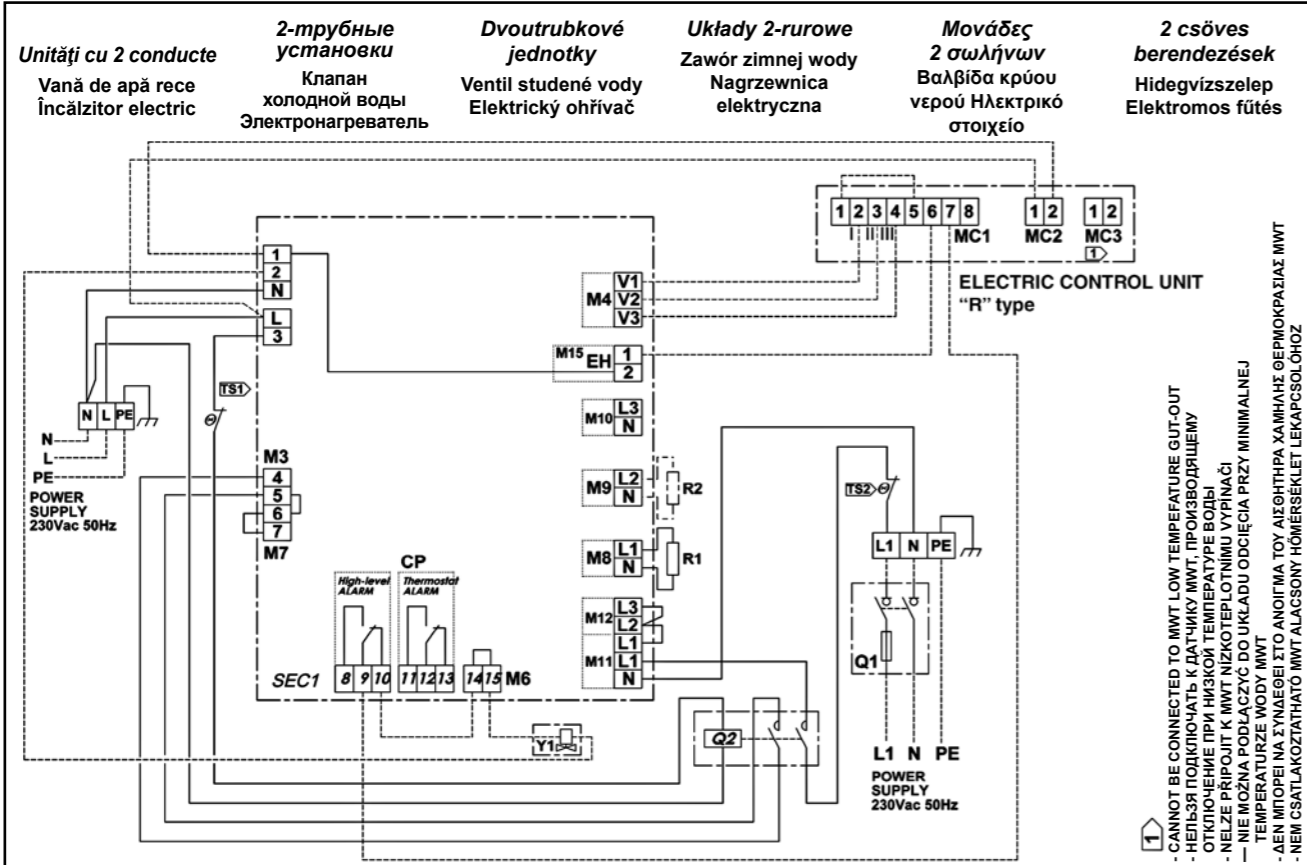 Unităţi cu 2 conducte
Vană de apă rece
Încălzitor electric
2-трубные
установки
Клапан
холодной воды
Электронагреватель
Dvoutrubkové
jednotky
Ventil studené vody
Elektrický ohřívač
Układy 2-rurowe
Zawór zimnej wody
Nagrzewnica
elektryczna
Μονάδες
2 σωλήνων
Βαλβίδα κρύου
νερού Ηλεκτρικό
στοιχείο
2 csöves
berendezések
Hidegvízszelep
Elektromos fűtés
1 2 3 4 5 6 7 8
I II III
MC1
1 2
MC2
1 2
MC3
1
ELECTRIC CONTROL UNIT
"R" type
1
2
N
L
3
M4
V1
V2
V3
M15 EH
1
2
M10
L3
N
M9
L2
N
R2
M8
L1
N
R1
M12
L3
L2
L1
M11
L1
N
TS1
N L PE
N
L
PE
POWER
SUPPLY
230Vac 50Hz
M3
4
5
6
7
M7
CP
High-level
ALARM
Thermostat
ALARM
SEC1
8 9 10
11 12 13
14 15
M6
Y1
Q2
TS2
L1 N PE
Q1
L1 N PE
POWER
SUPPLY
230Vac 50Hz
1
- CANNOT BE CONNECTED TO MWT LOW TEMPEFATURE GUT-OUT
- НЕЛЬЗЯ ПОДКЛЮЧАТЬ К ДАТЧИКУ MWT, ПРОИЗВОДЯЩЕМУ
ОТКЛЮЧЕНИЕ ПРИ НИЗКОЙ ТЕМПЕРАТУРЕ ВОДЫ
- NELZE PŘIPOJIT K MWT NÍZKOTEPLOTNÍMU VYPÍNAČI
— NIE MOŻNA PODŁĄCZYĆ DO UKŁADU ODCIĘCIA PRZY MINIMALNEJ
TEMPERATURZE WODY MWT
- ΔΕΝ ΜΠΟΡΕΙ ΝΑ ΣΥΝΔΕΘΕΙ ΣΤΟ ΑΝΟΙΓΜΑ ΤΟΥ ΑΙΣΘΗΤΗΡΑ ΧΑΜΗΛΗΣ ΘΕΡΜΟΚΡΑΣΙΑΣ MWT
- NEM CSATLAKOZTATHATÓ MWT ALACSONY HŐMÉRSÉKLET LEKAPCSOLÓHOZ